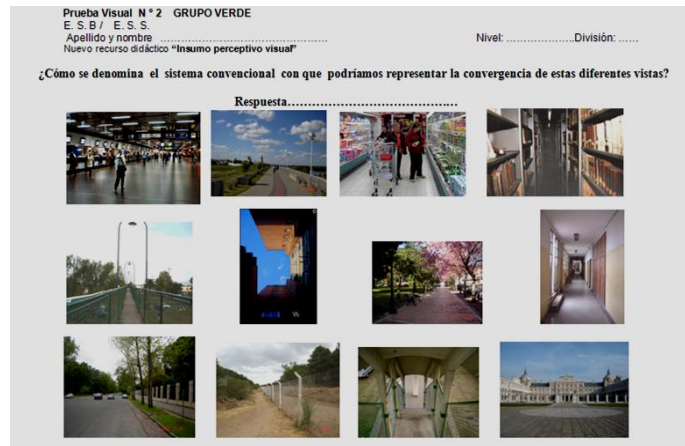 Prueba Visual N º 2 GRUPO VERDE
E. S. B / E. S. S.
Apellido y nombre ................................................ Nivel: ......................División: ......
Nuevo recurso didáctico “Insumo perceptivo visual”
¿Cómo se denomina el sistema convencional con que podríamos representar la convergencia de estas diferentes vistas?
Respuesta..........................................